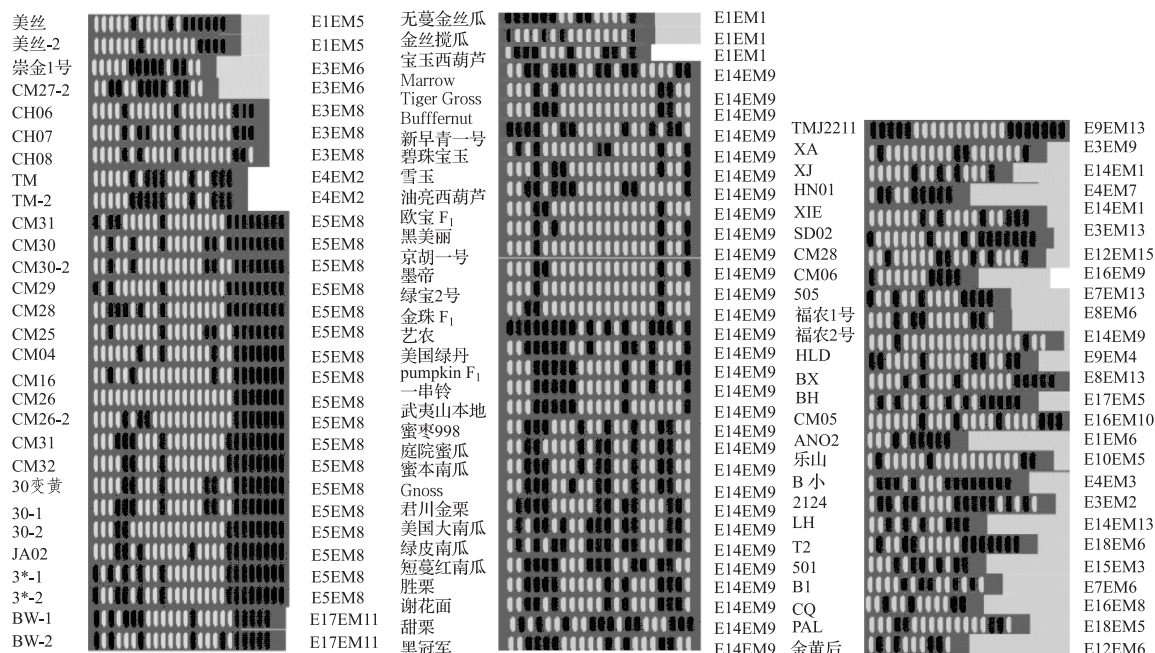 美丝 E1EM5
美丝-2 E1EM5
崇金1号 E3EM6
CM27-2 E3EM6
CH06 E3EM8
CH07 E3EM8
CH08 E3EM8
TM E4EM2
TM-2 E4EM2
CM31 E5EM8
CM30 E5EM8
CM30-2 E5EM8
CM29 E5EM8
CM28 E5EM8
CM25 E5EM8
CM04 E5EM8
CM16 E5EM8
CM26 E5EM8
CM26-2 E5EM8
CM31 E5EM8
CM32 E5EM8
30变黄 E5EM8
30-1 E5EM8
30-2 E5EM8
JA02 E5EM8
3*-1 E5EM8
3*-2 E5EM8
BW-1 E17EM11
BW-2 E17EM11
无蔓金丝瓜 E1EM1
金丝搅瓜 E1EM1
宝玉西葫芦 E1EM1
Marrow E14EM9
Tiger Gross E14EM9
Bufffernut E14EM9
新早青一号 E14EM9
碧珠宝玉 E14EM9
雪玉 E14EM9
油亮西葫芦 E14EM9
欧宝 F1 E14EM9
黑美丽 E14EM9
京胡一号 E14EM9
墨帝 E14EM9
绿宝2号 E14EM9
金珠 F1 E14EM9
艺农 E14EM9
美国绿丹 E14EM9
pumpkin F1 E14EM9
一串铃 E14EM9
武夷山本地 E14EM9
蜜枣998 E14EM9
庭院蜜瓜 E14EM9
蜜本南瓜 E14EM9
Gnoss E14EM9
君川金栗 E14EM9
美国大南瓜 E14EM9
绿皮南瓜 E14EM9
短蔓红南瓜 E14EM9
胜栗 E14EM9
谢花面 E14EM9
甜栗 E14EM9
黑冠军 E14EM9
TMJ2211 E9EM13
XA E3EM9
XJ E14EM1
HN01 E4EM7
XIE E14EM1
SD02 E3EM13
CM28 E12EM15
CM06 E16EM9
505 E7EM13
福农1号 E8EM6
福农2号 E14EM9
HLD E9EM4
BX E8EM13
BH E17EM5
CM05 E16EM10
ANO2 E1EM6
乐山 E10EM5
B 小 E4EM3
2124 E3EM2
LH E14EM13
T2 E18EM6
501 E15EM3
B1 E7EM6
CQ E16EM8
PAL E18EM5
金黄后 E12EM6